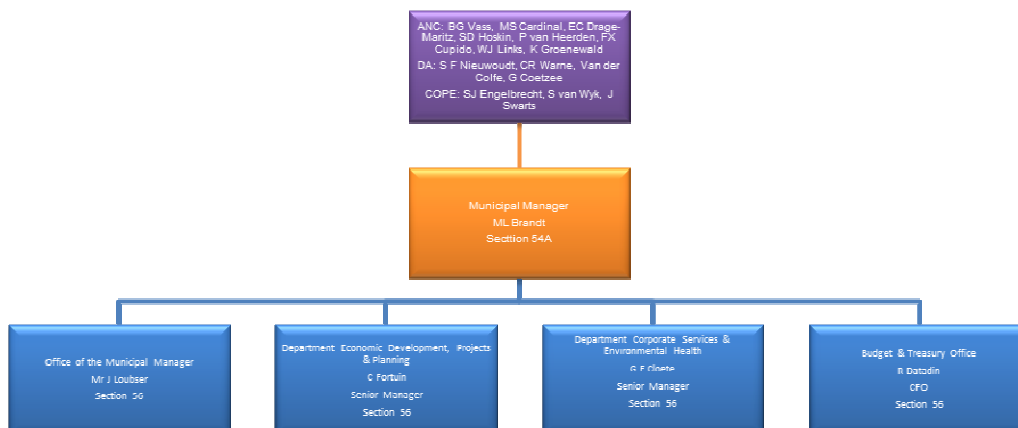 ANC: BG Vass, MS Cardinal, EC Drage-
Maritz, SD Hoskin, P van Heerden, FX
Cupido, WJ Links, K Groenewald
DA: S F Nieuwoudt, CR Warne, Van der
Colfe, G Coetzee
COPE: SJ Engelbrecht, S van Wyk, J
Swarts
Municipal Manager
ML Brandt
Secttion 54A
Office of the Municipal Manager
Mr J Loubser
Section 56
Department Economic Development, Projects
& Planning
C Fortuin
Senior Manager
Section 56
Department Corporate Services &
Environmental Health
G F Cloete
Senior Manager
Section 56
Budget & Treasury Office
R Datadin
CFO
Section 56